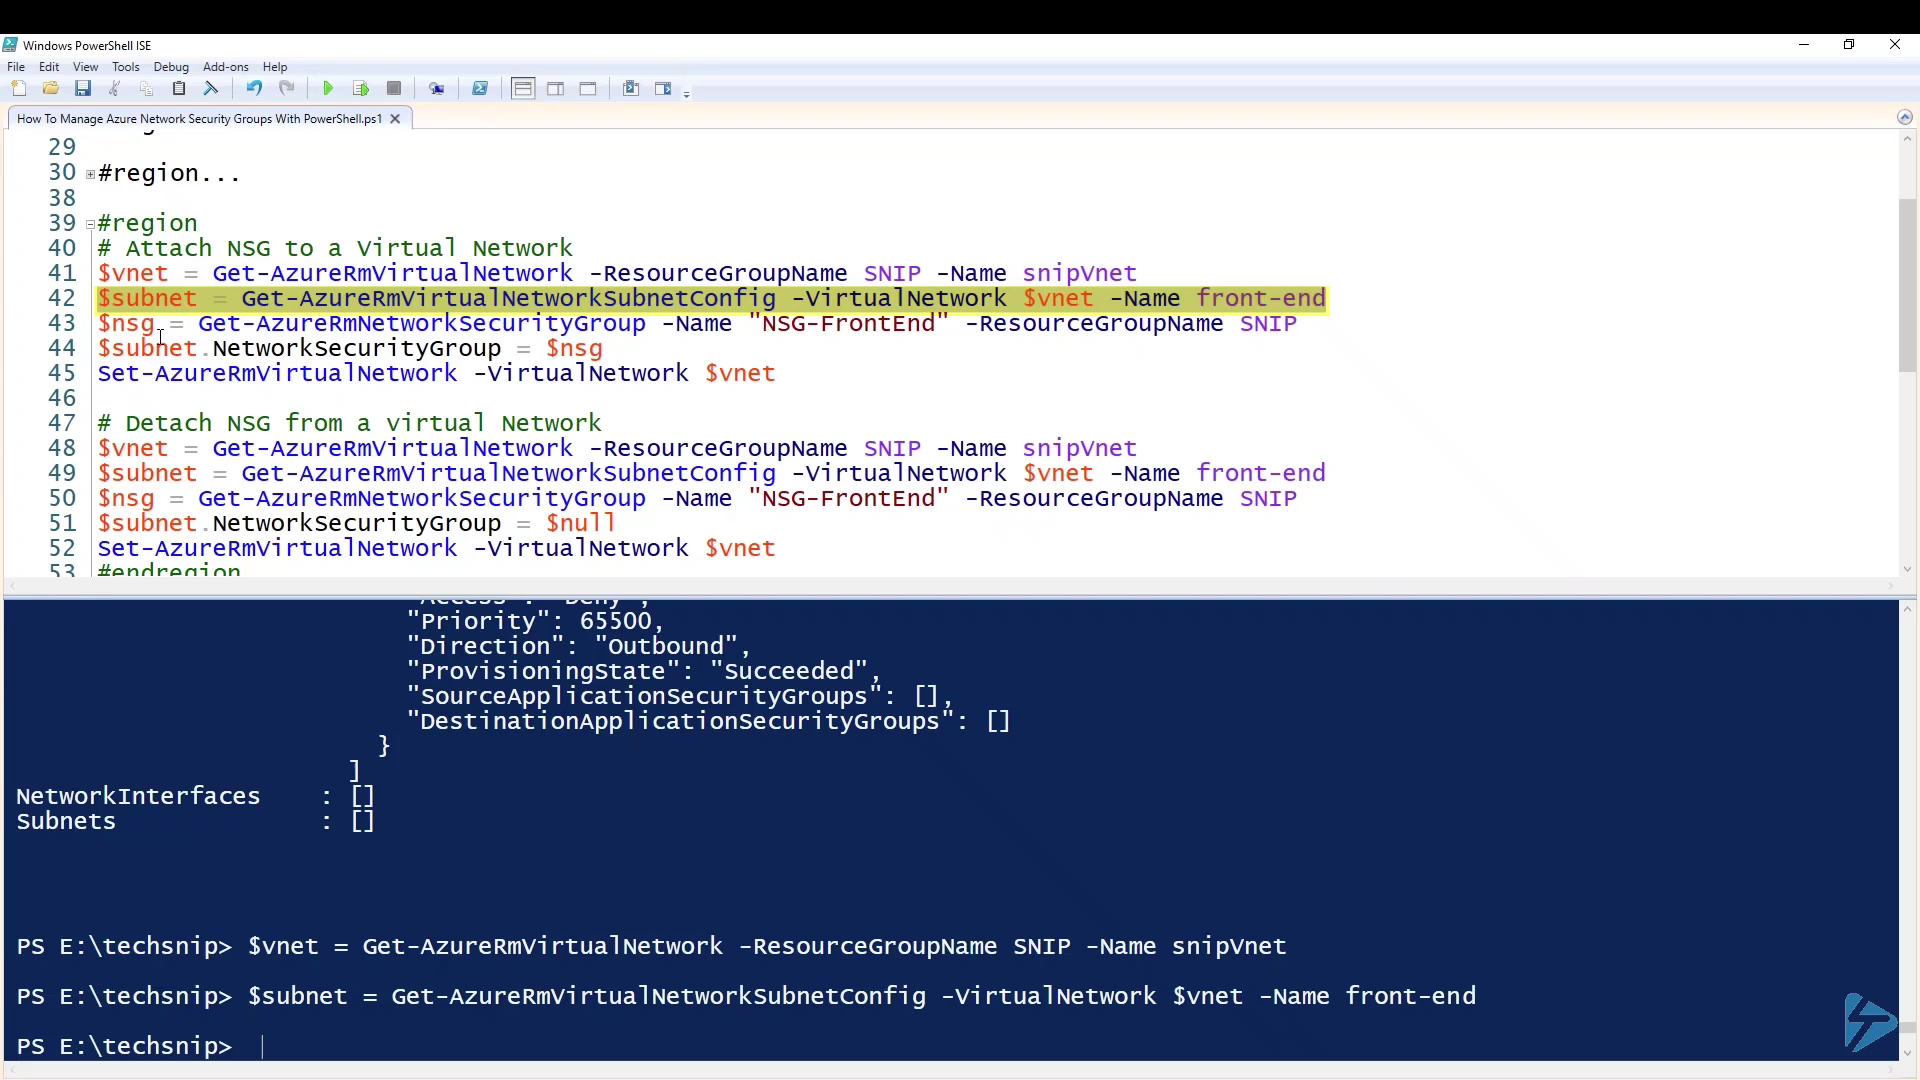 Windows PowerShell ISE
File Edit View Tools Debug Add-ons Help
How To Manage Azure Network Security Groups With PowerShell.ps1
29
30 #region...
38
39 #region
40 # Attach NSG to a Virtual Network
41 $vnet = Get-AzureRmVirtualNetwork -ResourceGroupName SNIP -Name snipVnet
42 $subnet = Get-AzureRmVirtualNetworkSubnetConfig -VirtualNetwork $vnet -Name front-end
43 $nsg = Get-AzureRmNetworkSecurityGroup -Name "NSG-FrontEnd" -ResourceGroupName SNIP
44 $subnet.NetworkSecurityGroup = $nsg
45 Set-AzureRmVirtualNetwork -VirtualNetwork $vnet
46
47 # Detach NSG from a virtual Network
48 $vnet = Get-AzureRmVirtualNetwork -ResourceGroupName SNIP -Name snipVnet
49 $subnet = Get-AzureRmVirtualNetworkSubnetConfig -VirtualNetwork $vnet -Name front-end
50 $nsg = Get-AzureRmNetworkSecurityGroup -Name "NSG-FrontEnd" -ResourceGroupName SNIP
51 $subnet.NetworkSecurityGroup = $null
52 Set-AzureRmVirtualNetwork -VirtualNetwork $vnet
53 #endregion
"Access": "Deny",
"Priority": 65500,
"Direction": "Outbound",
"ProvisioningState": "Succeeded",
"SourceApplicationSecurityGroups": [],
"DestinationApplicationSecurityGroups": []
}
]
NetworkInterfaces : []
Subnets : []
PS E:\techsnip> $vnet = Get-AzureRmVirtualNetwork -ResourceGroupName SNIP -Name snipVnet
PS E:\techsnip> $subnet = Get-AzureRmVirtualNetworkSubnetConfig -VirtualNetwork $vnet -Name front-end
PS E:\techsnip>